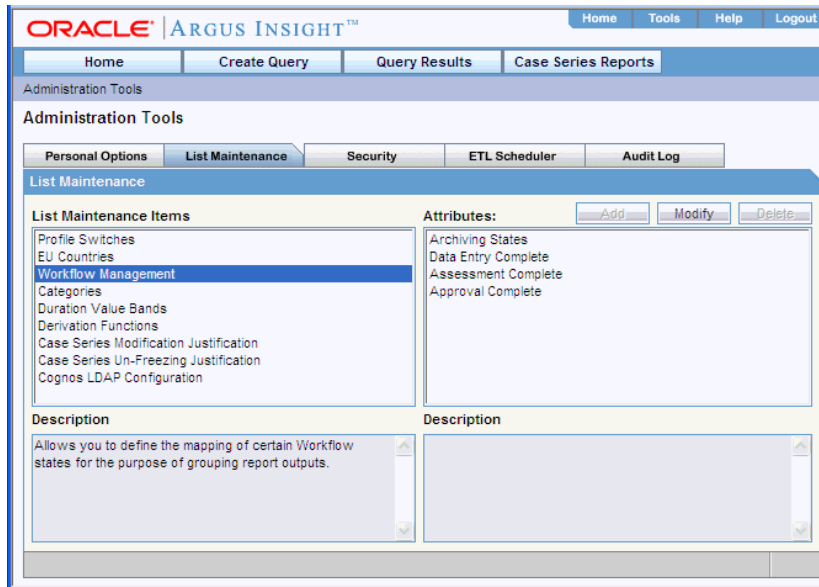 Home Tools Help Logout
ORACLE® | ARGUS INSIGHT™
Home Create Query Query Results Case Series Reports
Administration Tools
Administration Tools
Personal Options List Maintenance Security ETL Scheduler Audit Log
List Maintenance
List Maintenance Items
Attributes: Add Modify Delete
Profile Switches
EU Countries
Workflow Management
Categories
Duration Value Bands
Derivation Functions
Case Series Modification Justification
Case Series Un-Freezing Justification
Cognos LDAP Configuration
Archiving States
Data Entry Complete
Assessment Complete
Approval Complete
Description
Allows you to define the mapping of certain Workflow
states for the purpose of grouping report outputs.
Description